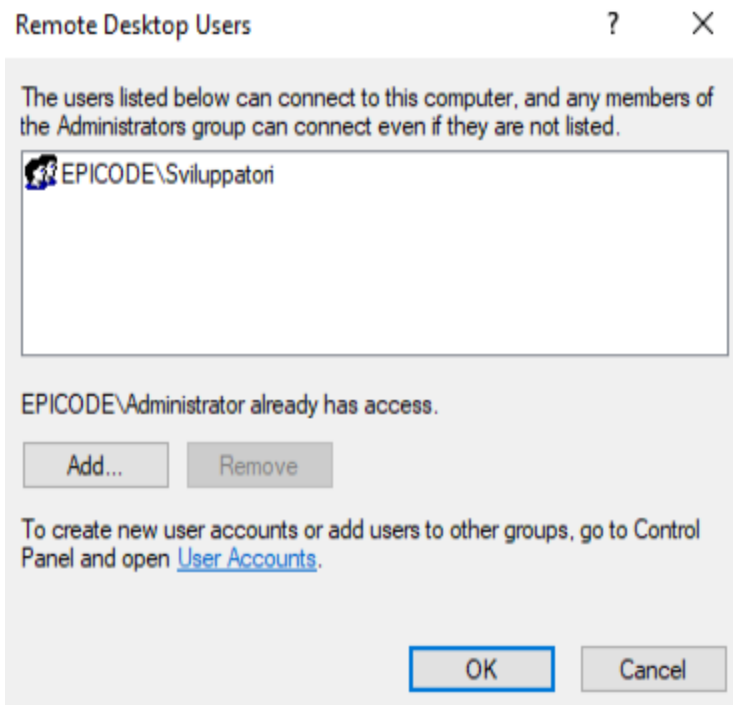 Remote Desktop Users ?
The users listed below can connect to this computer, and any members of
the Administrators group can connect even if they are not listed.
EPICODE\Sviluppatori
EPICODE\Administrator already has access.
Add... Remove
To create new user accounts or add users to other groups, go to Control
Panel and open User Accounts.
OK Cancel